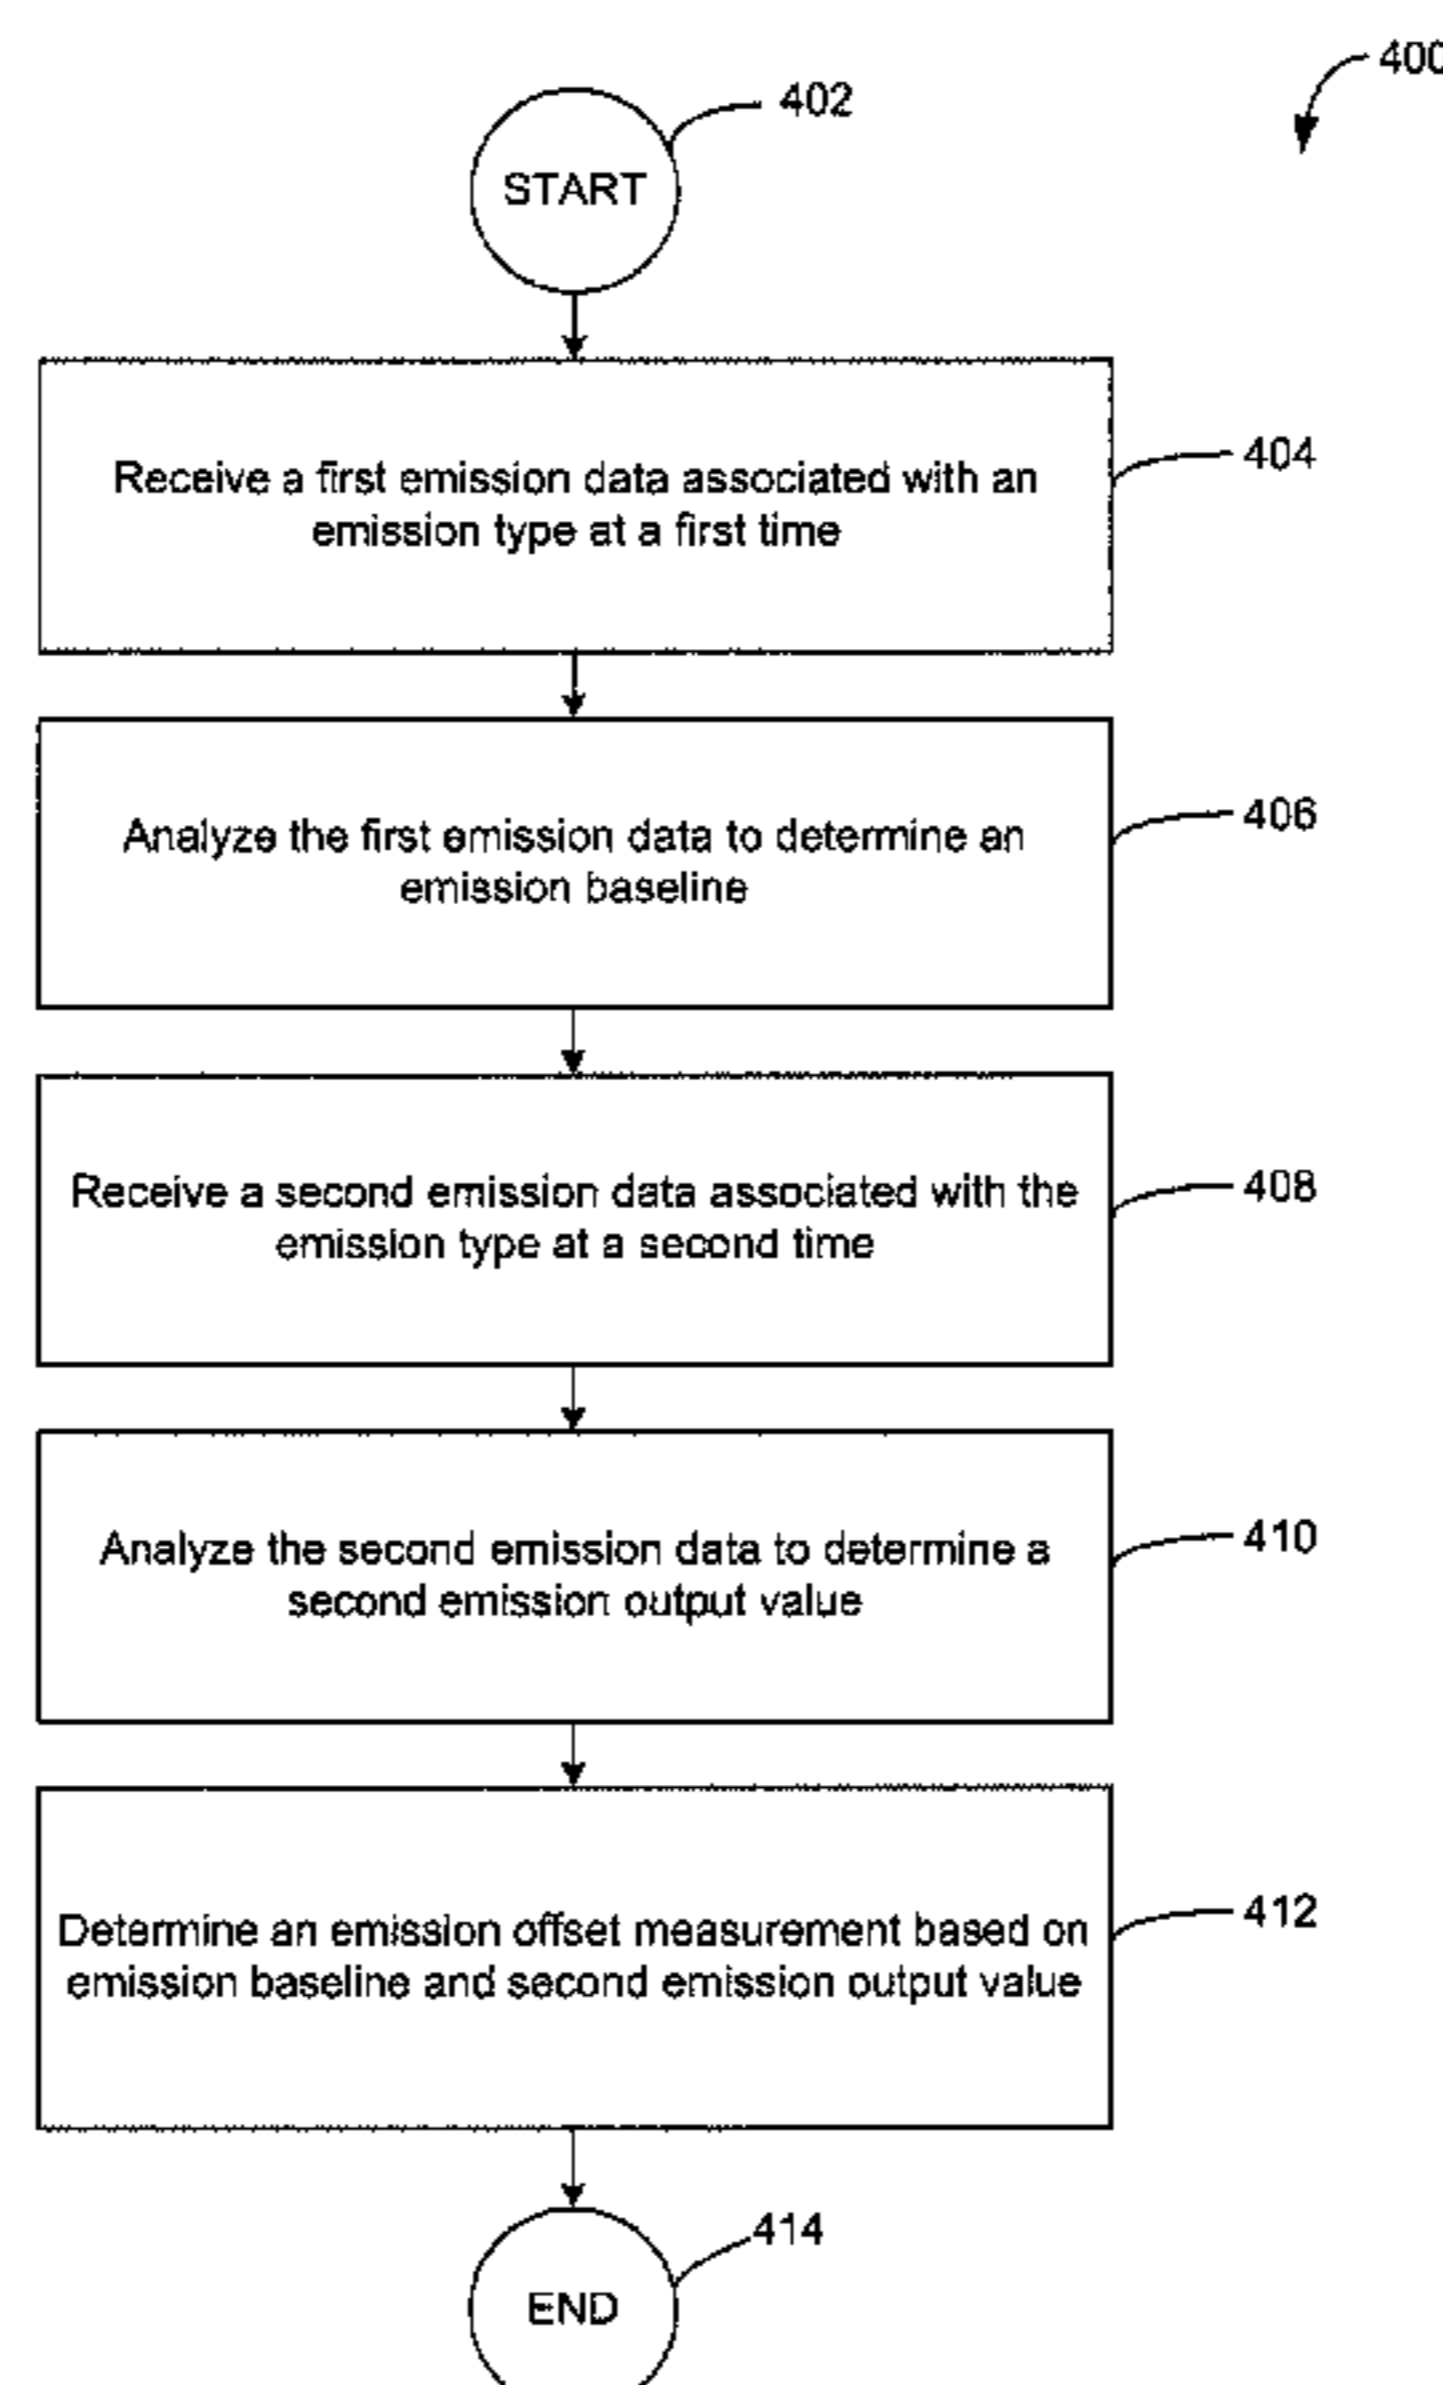 400
402
START
Receive a first emission data associated with an
emission type at a first time
404
Analyze the first emission data to determine an
emission baseline
406
Receive a second emission data associated with the
emission type at a second time
408
Analyze the second emission data to determine a
second emission output value
410
Determine an emission offset measurement based on
emission baseline and second emission output value
412
414
END